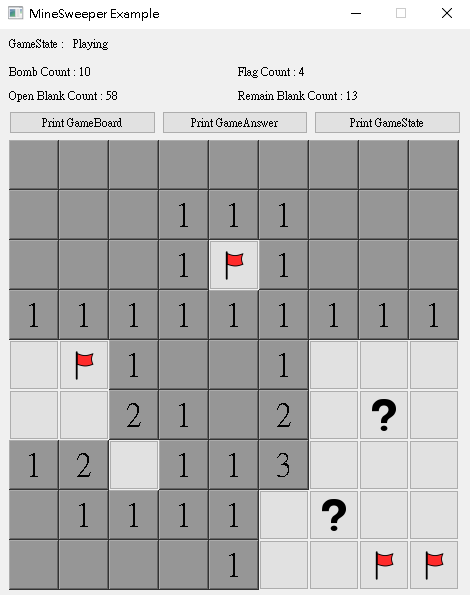 MineSweeper Example
GameState : Playing
Bomb Count : 10 Flag Count : 4
Open Blank Count : 58 Remain Blank Count : 13
Print GameBoard Print GameAnswer Print GameState
1 1 1
1 1
1 1 1 1 1 1 1 1 1
1 1
2 1 2 ?
1 2 1 1 3
1 1 1 1 ?
1